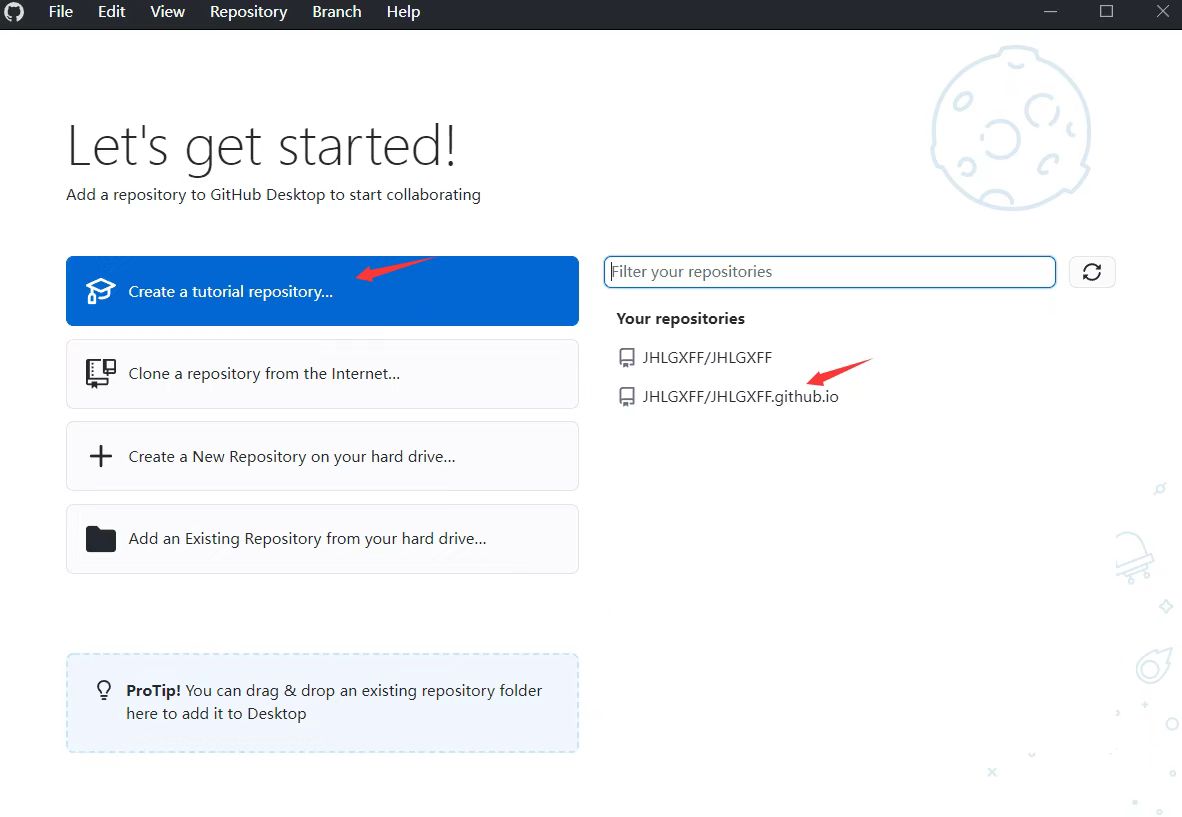 File Edit View Repository Branch Help
Let's get started!
Add a repository to GitHub Desktop to start collaborating
Create a tutorial repository...
Clone a repository from the Internet...
Create a New Repository on your hard drive...
Add an Existing Repository from your hard drive...
ProTip! You can drag & drop an existing repository folder
here to add it to Desktop
Filter your repositories
Your repositories
JHLGXFF/JHLGXFF
JHLGXFF/JHLGXFF.github.io